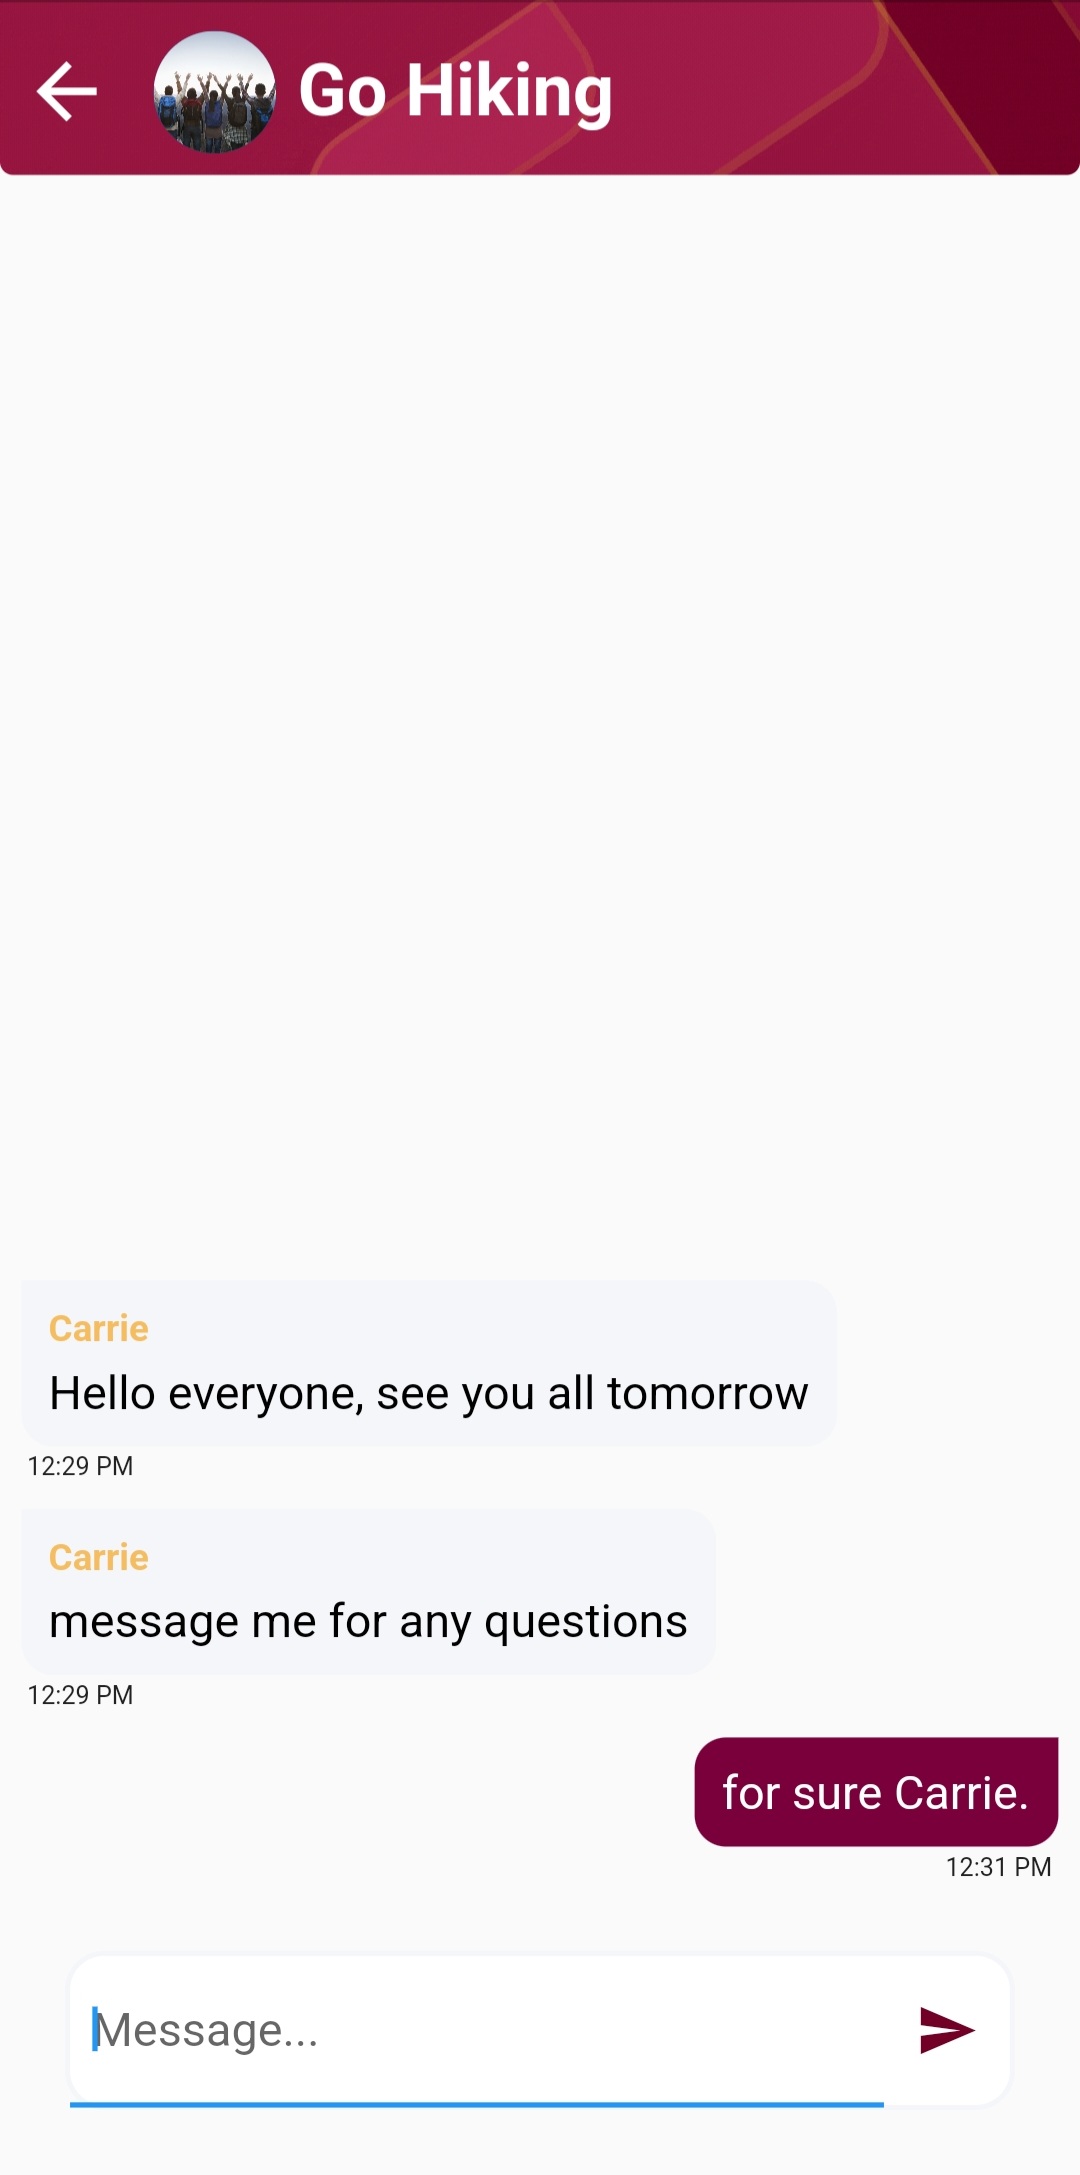 Go Hiking
Carrie
Hello everyone, see you all tomorrow
12:29 PM
Carrie
message me for any questions
12:29 PM
for sure Carrie.
12:31 PM
Message...